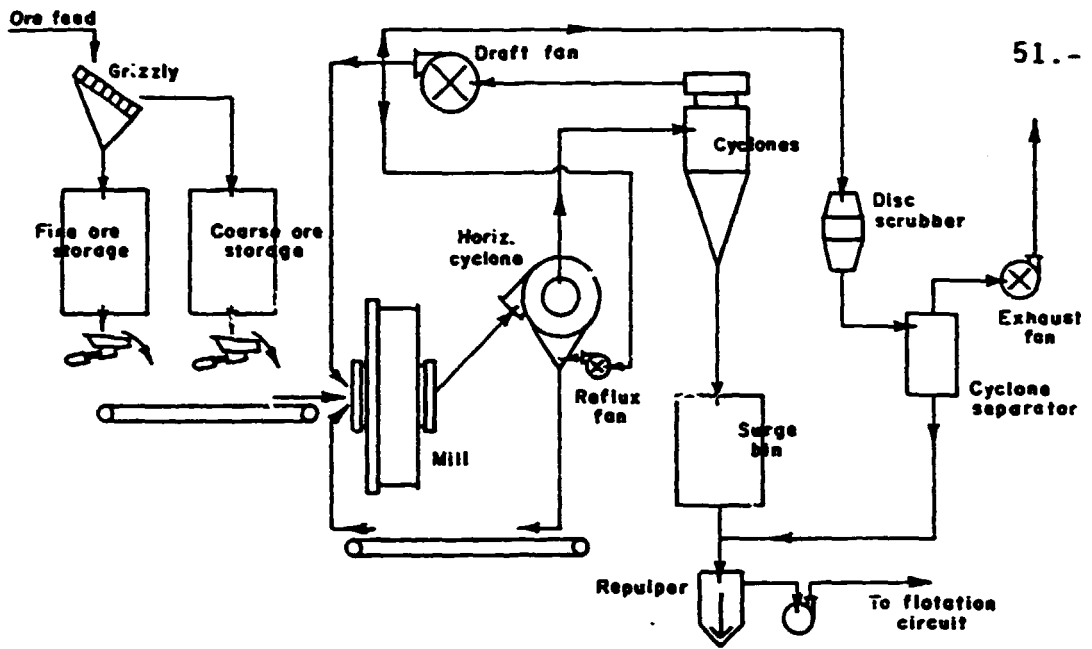 Ore feed
51.-
Draft fan
Grizzly
Cyclones
Disc
scrubber
Fine ore
storage
Coarse ore
storage
Horiz.
cyclone
Exhaust
fan
Reflux
fan
Cyclone
separator
Surge
bin
Mill
Repulper
To flotation
circuit